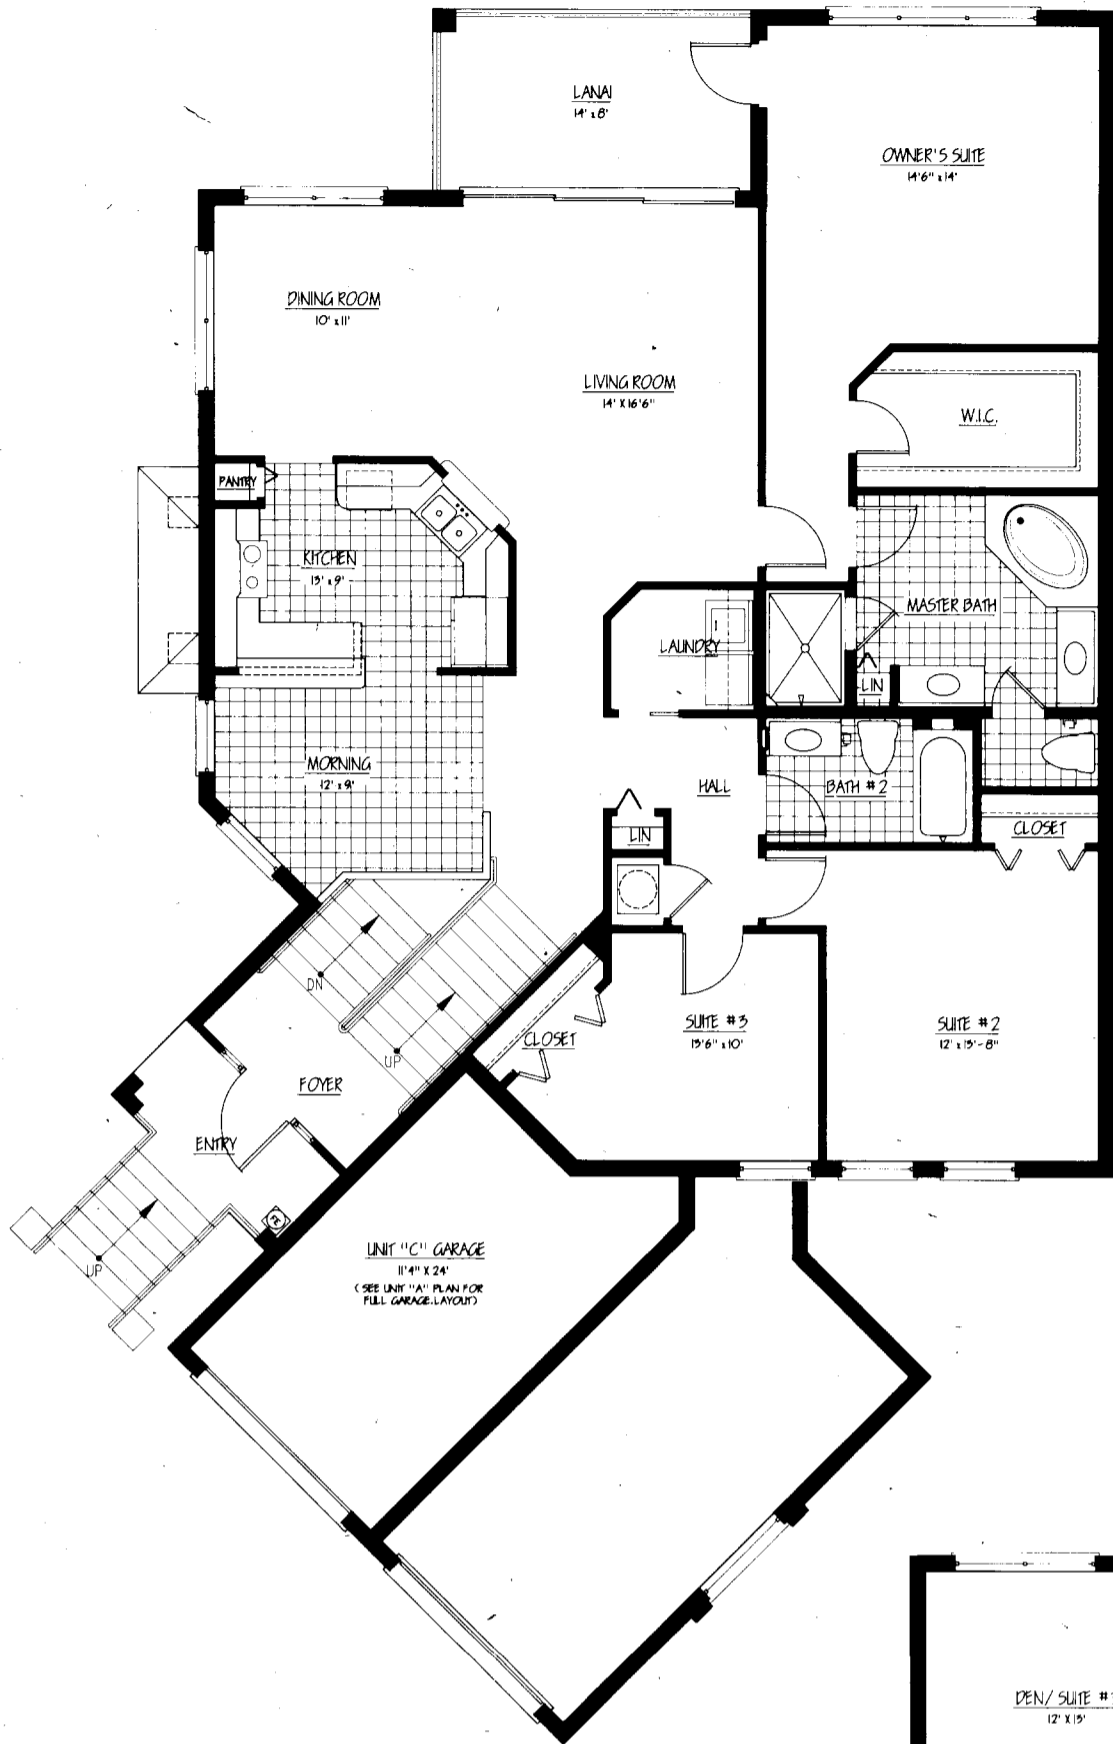 LANAI
14' x 8'
OWNER'S SUITE
14'6" x 14'
DINING ROOM
10' x 11'
LIVING ROOM
14' X 16'6"
W.I.C.
PANTRY
KITCHEN
13' x 9'
MASTER BATH
LAUNDRY
LIN
MORNING
12' x 9'
HALL
BATH #2
LIN
CLOSET
DN
UP
CLOSET
SUITE #3
13'6" x 10'
SUITE #2
12' x 13'-8"
FOYER
ENTRY
FE
UP
UNIT "C" GARAGE
11'4" X 24'
( SEE UNIT "A" PLAN FOR
FULL GARAGE LAYOUT)
DEN/ SUITE #
12' X 13'